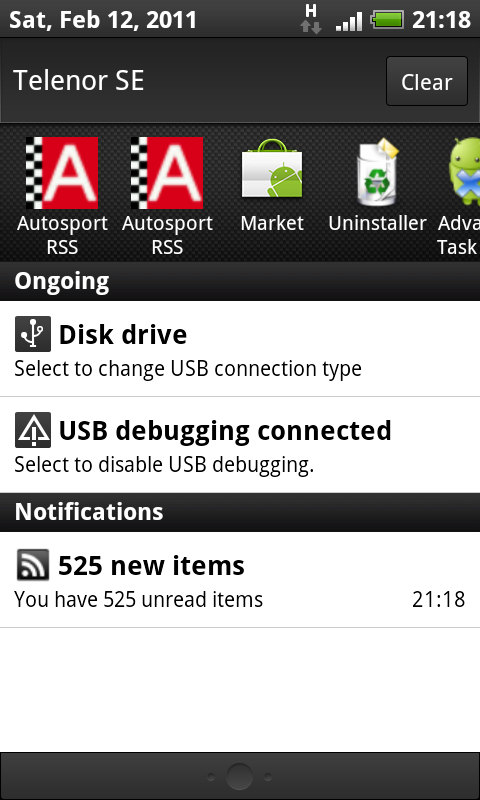 Sat, Feb 12, 2011 H 21:18
Telenor SE Clear
A A
Autosport RSS
Autosport RSS
Market
Uninstaller
Adva
Task
Ongoing
Disk drive
Select to change USB connection type
USB debugging connected
Select to disable USB debugging.
Notifications
525 new items
You have 525 unread items 21:18